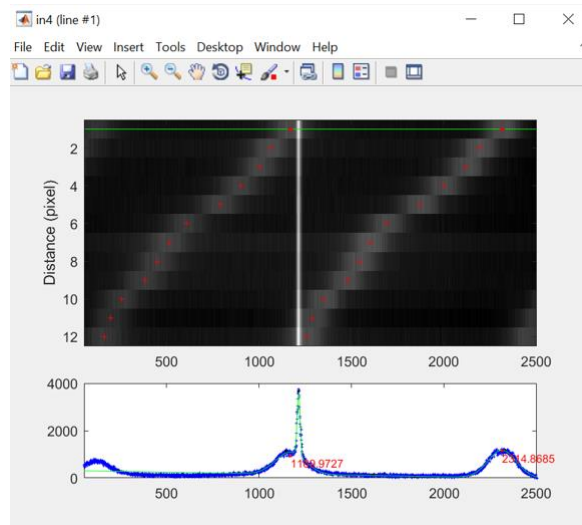 in4 (line #1)
File Edit View Insert Tools Desktop Window Help
Distance (pixel)
2
4
6
8
10
12
500 1000 1500 2000 2500
4000
2000
0
1169.9727 2314.8685
500 1000 1500 2000 2500